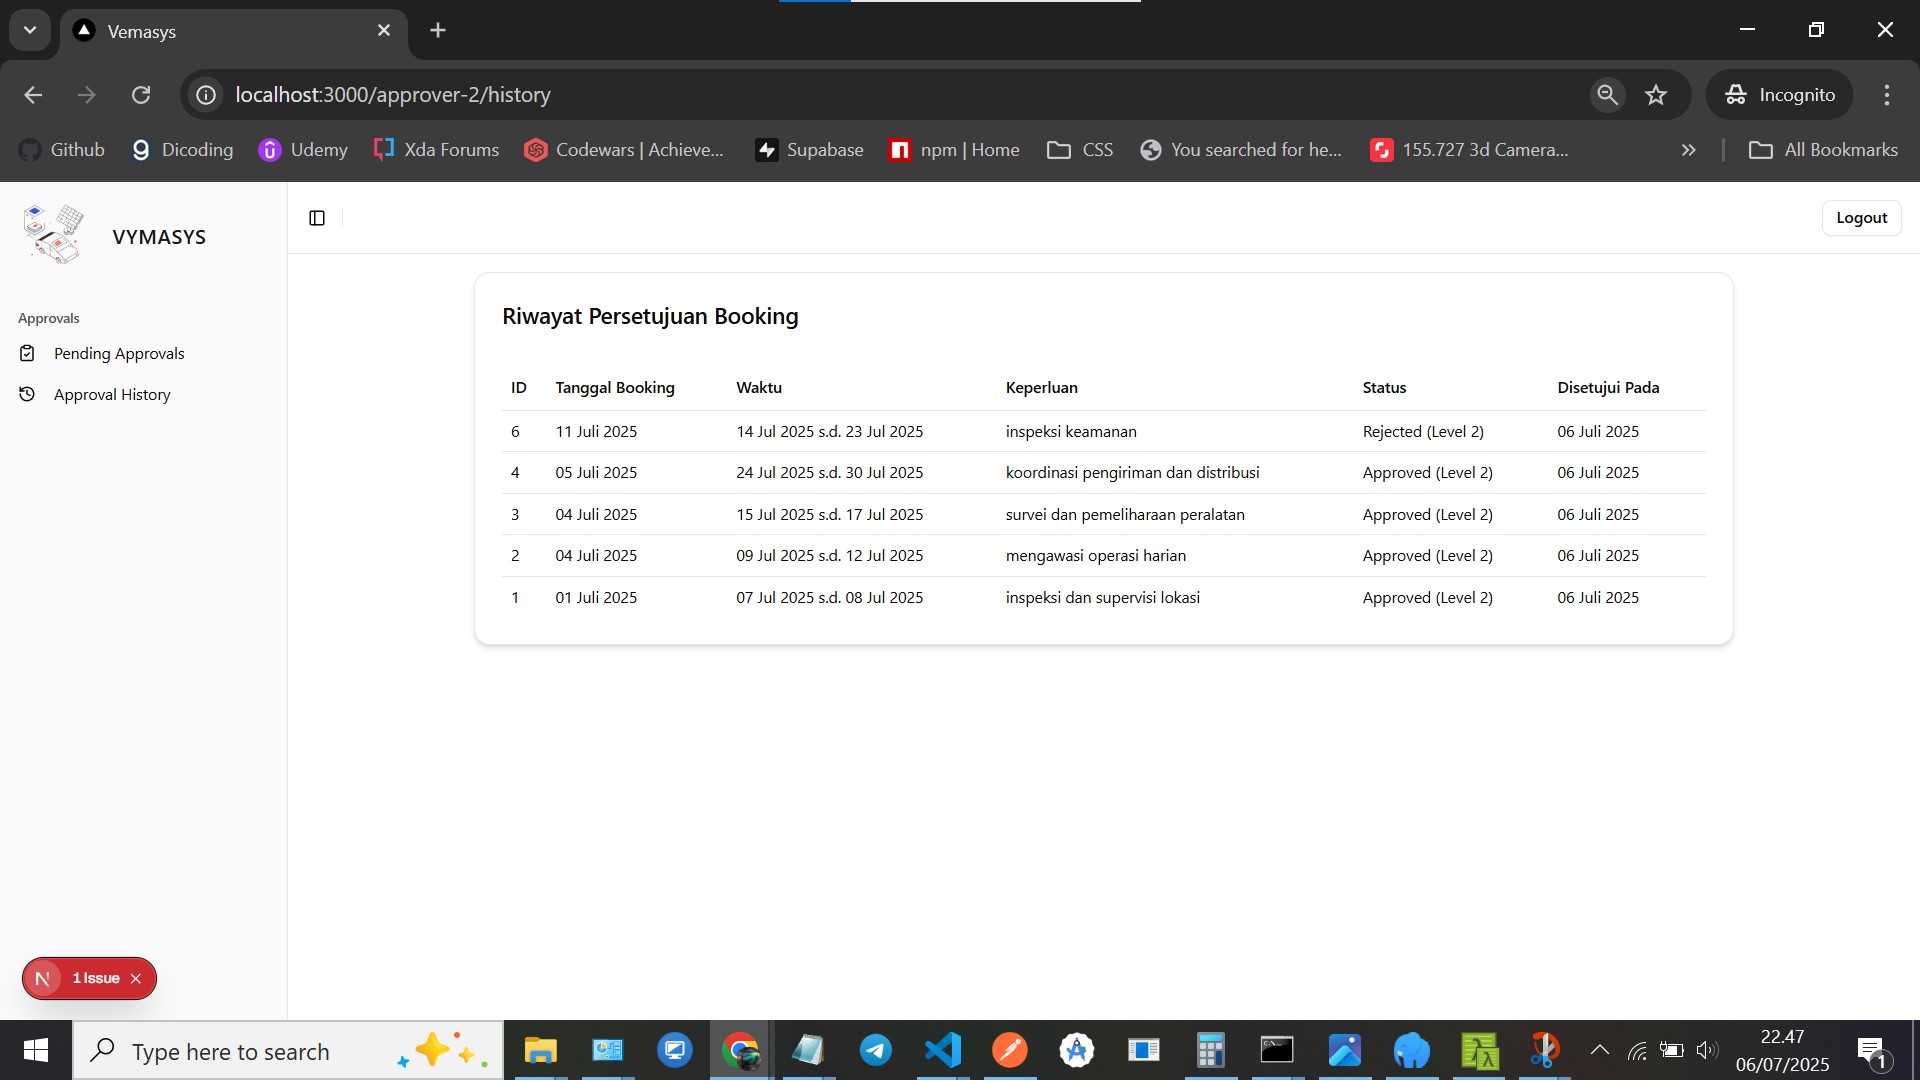 Vemasys
localhost:3000/approver-2/history
Incognito
Github
Dicoding
Udemy
Xda Forums
Codewars | Achieve...
Supabase
npm | Home
CSS
You searched for he...
155.727 3d Camera...
All Bookmarks
VYMASYS
Logout
Approvals
Pending Approvals
Approval History
Riwayat Persetujuan Booking
ID Tanggal Booking Waktu Keperluan Status Disetujui Pada
6 11 Juli 2025 14 Jul 2025 s.d. 23 Jul 2025 inspeksi keamanan Rejected (Level 2) 06 Juli 2025
4 05 Juli 2025 24 Jul 2025 s.d. 30 Jul 2025 koordinasi pengiriman dan distribusi Approved (Level 2) 06 Juli 2025
3 04 Juli 2025 15 Jul 2025 s.d. 17 Jul 2025 survei dan pemeliharaan peralatan Approved (Level 2) 06 Juli 2025
2 04 Juli 2025 09 Jul 2025 s.d. 12 Jul 2025 mengawasi operasi harian Approved (Level 2) 06 Juli 2025
1 01 Juli 2025 07 Jul 2025 s.d. 08 Jul 2025 inspeksi dan supervisi lokasi Approved (Level 2) 06 Juli 2025
N 1 Issue
Type here to search
22.47
06/07/2025
1